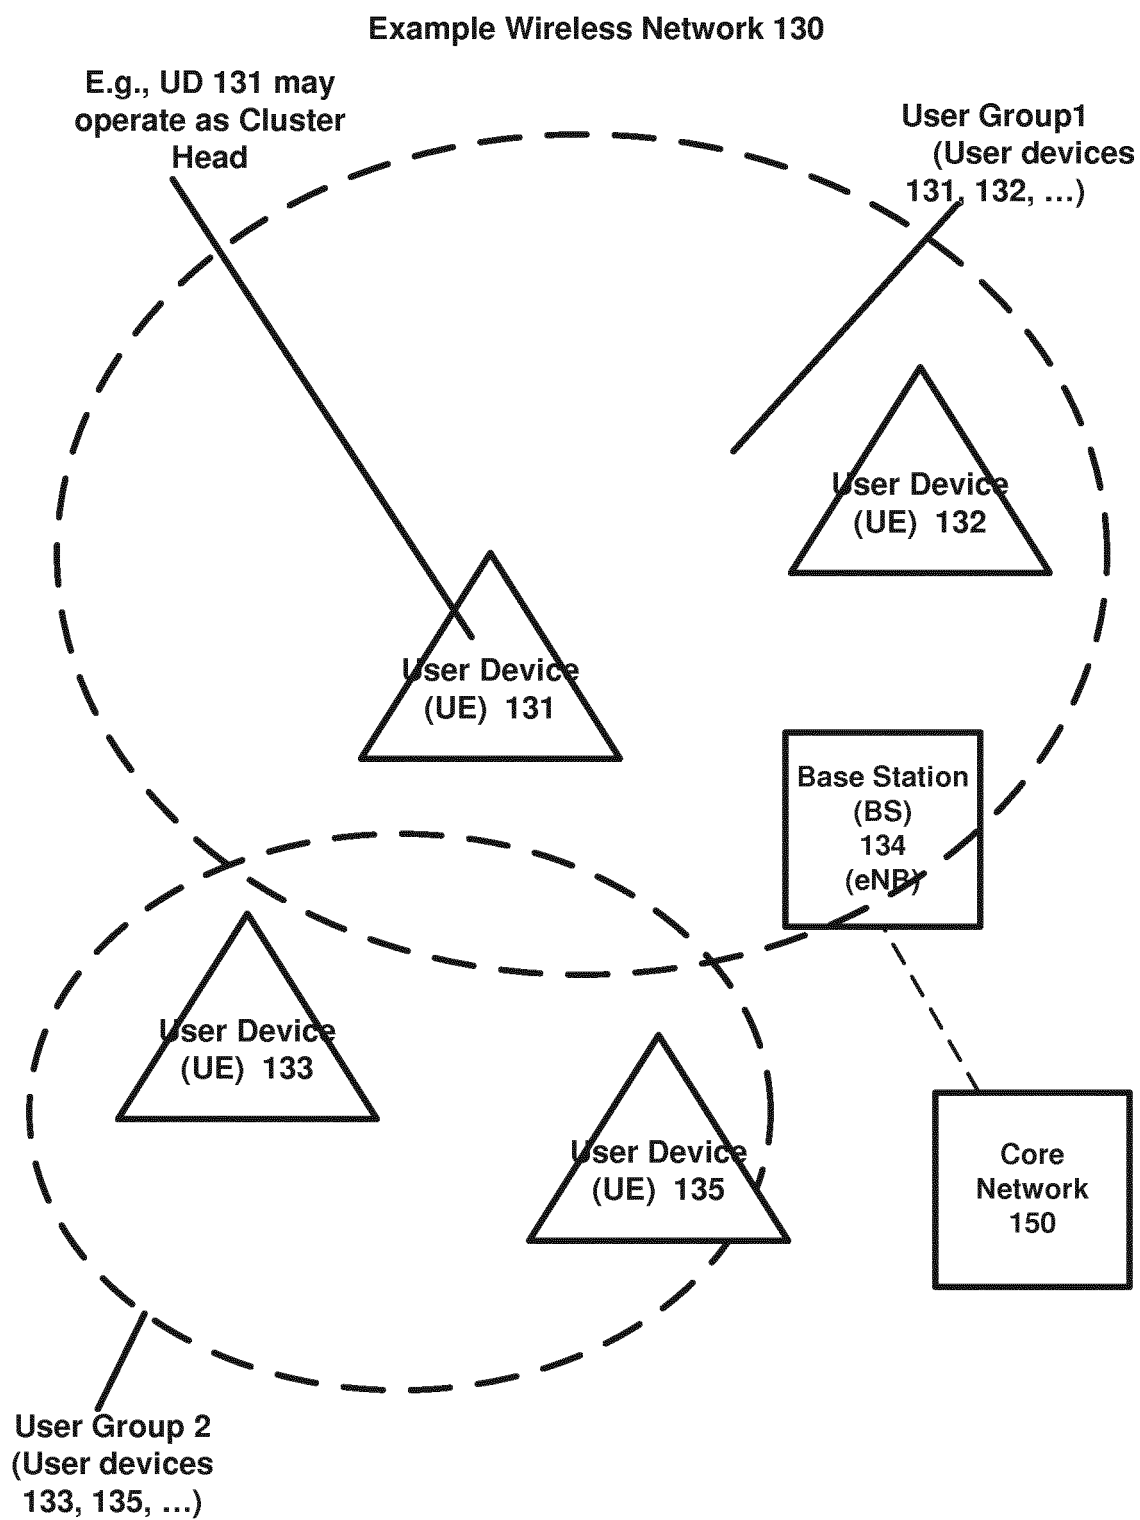 Example Wireless Network 130
E.g., UD 131 may
operate as Cluster
Head
User Group1
(User devices
131, 132, ...)
User Device
(UE) 132
User Device
(UE) 131
Base Station
(BS)
134
(eNB)
User Device
(UE) 133
User Device
(UE) 135
Core
Network
150
User Group 2
(User devices
133, 135, ...)